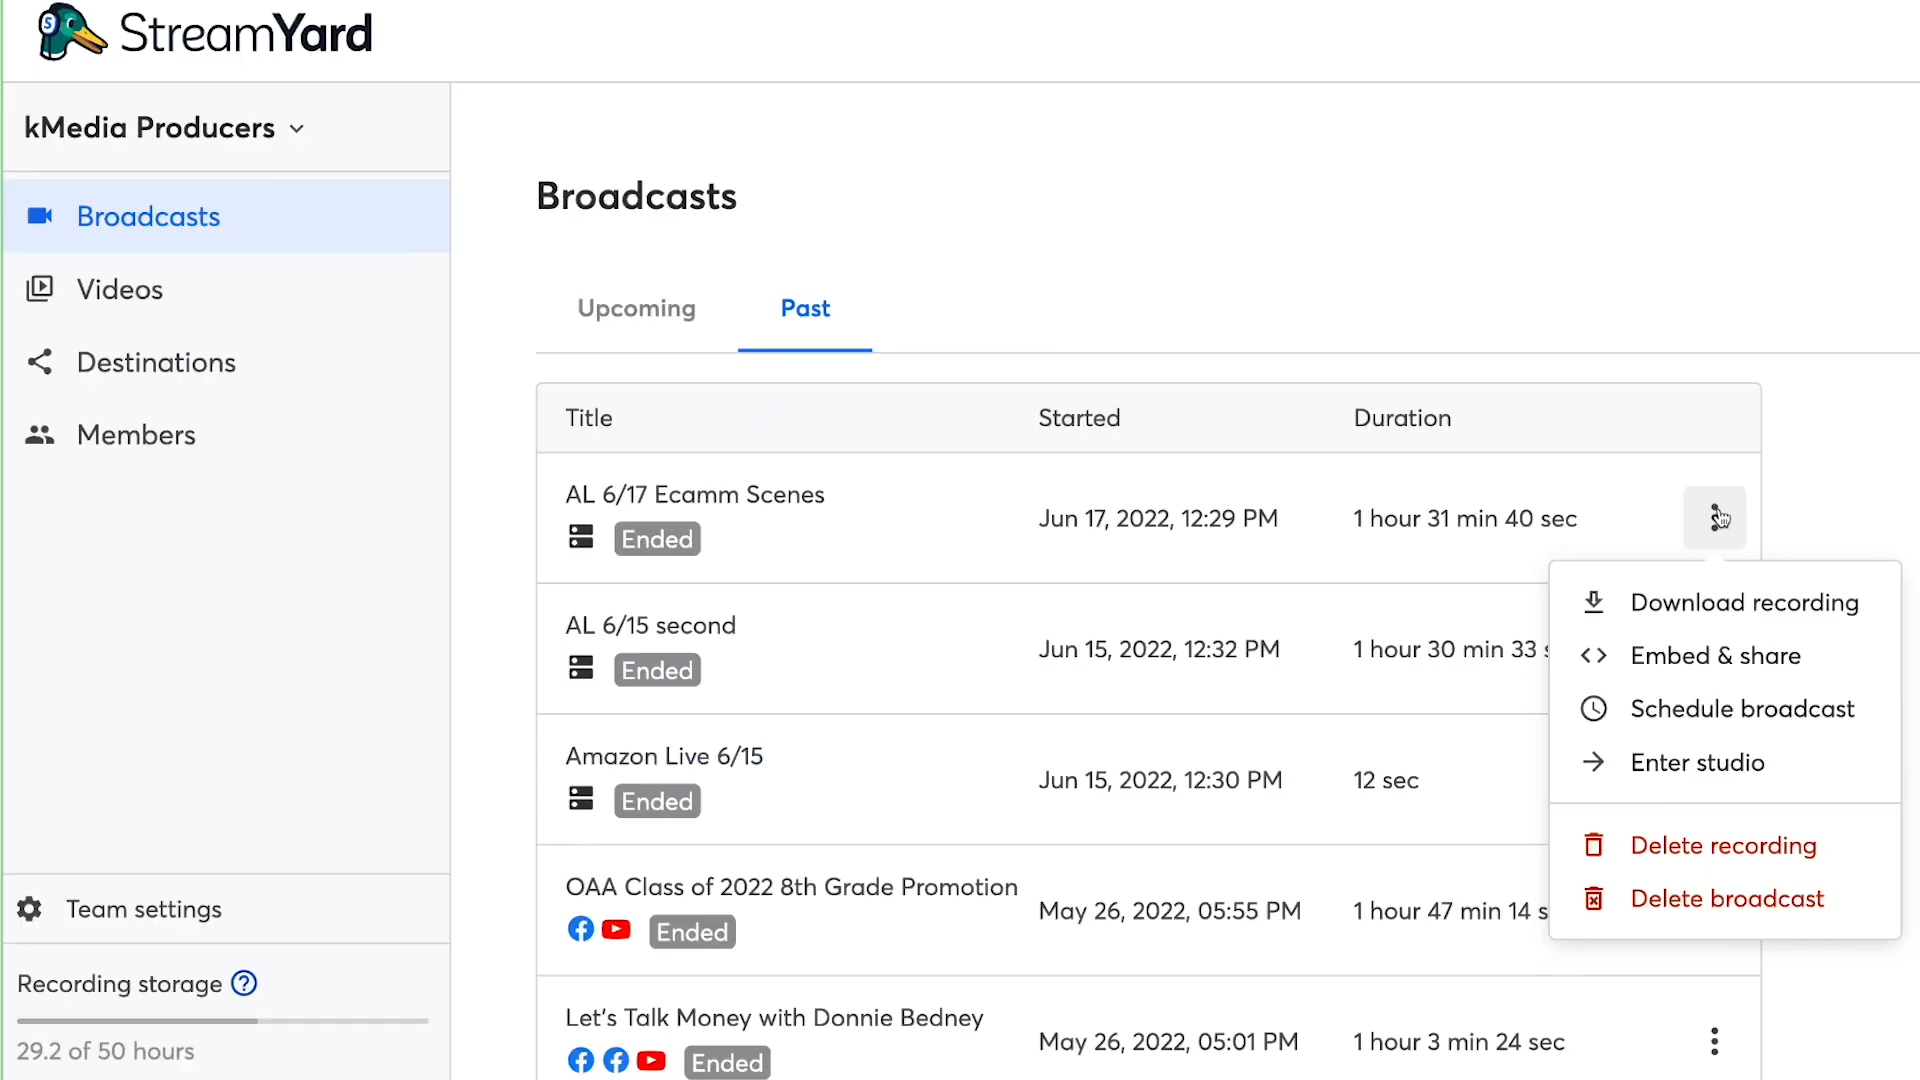 StreamYard
kMedia Producers
Broadcasts
Videos
Destinations
Members
Team settings
Recording storage ?
29.2 of 50 hours
Broadcasts
Upcoming Past
Title Started Duration
AL 6/17 Ecamm Scenes
Ended
Jun 17, 2022, 12:29 PM 1 hour 31 min 40 sec
AL 6/15 second
Ended
Jun 15, 2022, 12:32 PM 1 hour 30 min 33 s
Amazon Live 6/15
Ended
Jun 15, 2022, 12:30 PM 12 sec
OAA Class of 2022 8th Grade Promotion
Ended
May 26, 2022, 05:55 PM 1 hour 47 min 14 s
Let's Talk Money with Donnie Bedney
Ended
May 26, 2022, 05:01 PM 1 hour 3 min 24 sec
Download recording
Embed & share
Schedule broadcast
Enter studio
Delete recording
Delete broadcast